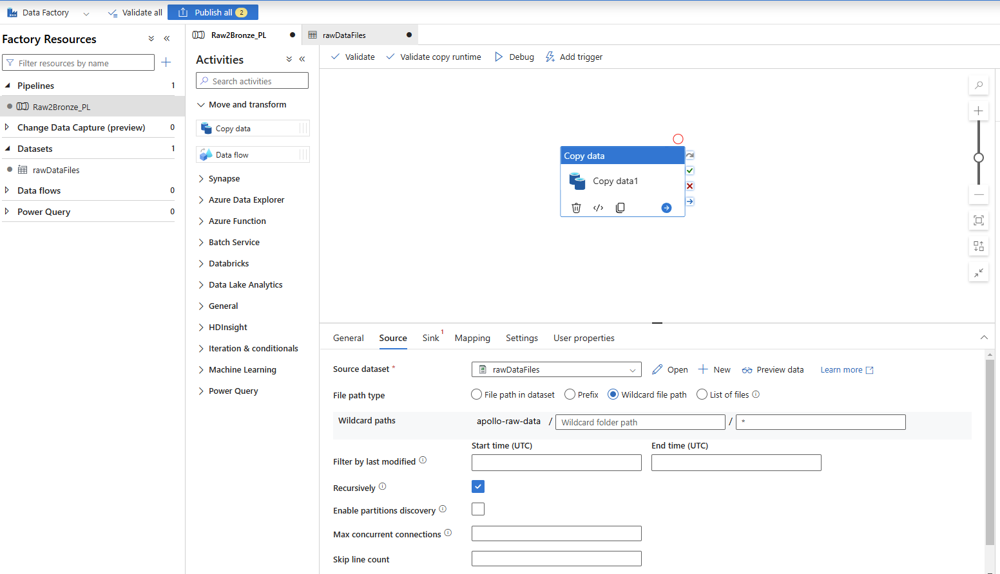 Data Factory
Validate all
Publish all 2
Factory Resources
Filter resources by name
Pipelines 1
Raw2Bronze_PL
Change Data Capture (preview) 0
Datasets 1
rawDataFiles
Data flows 0
Power Query 0
Raw2Bronze_PL
rawDataFiles
Activities
Search activities
Move and transform
Copy data
Data flow
Synapse
Azure Data Explorer
Azure Function
Batch Service
Databricks
Data Lake Analytics
General
HDInsight
Iteration & conditionals
Machine Learning
Power Query
Validate
Validate copy runtime
Debug
Add trigger
Copy data
Copy data1
General
Source
Sink 1
Mapping
Settings
User properties
Source dataset *
rawDataFiles
Open
New
Preview data
Learn more
File path type
File path in dataset
Prefix
Wildcard file path
List of files
Wildcard paths
apollo-raw-data / Wildcard folder path / *
Start time (UTC)
End time (UTC)
Filter by last modified
Recursively
Enable partitions discovery
Max concurrent connections
Skip line count